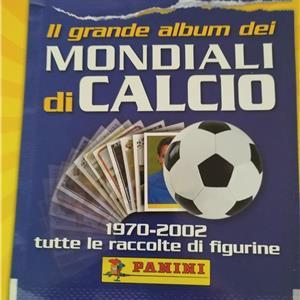 Il grande album dei
MONDIALI
di CALCIO
1970-2002
tutte le raccolte di figurine
PANINI